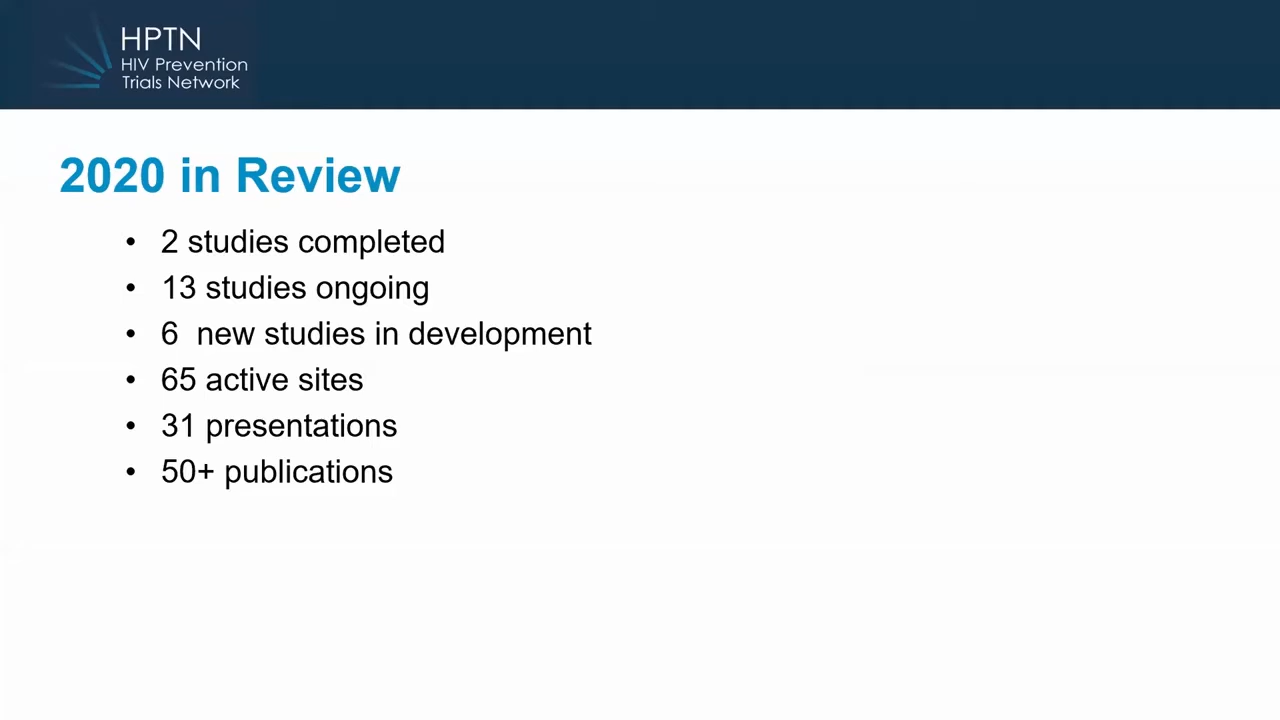 HPTN
HIV Prevention
Trials Network
2020 in Review
• 2 studies completed
• 13 studies ongoing
• 6  new studies in development
• 65 active sites
• 31 presentations
• 50+ publications